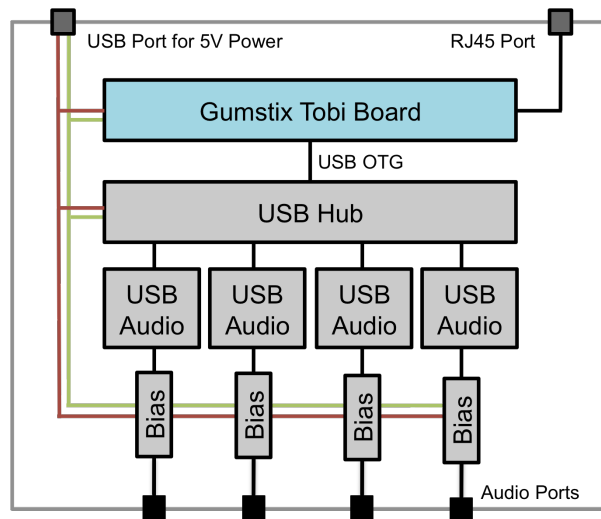 USB Port for 5V Power
RJ45 Port
Gumstix Tobi Board
USB OTG
USB Hub
USB
Audio
USB
Audio
USB
Audio
USB
Audio
Bias
Bias
Bias
Bias
Audio Ports